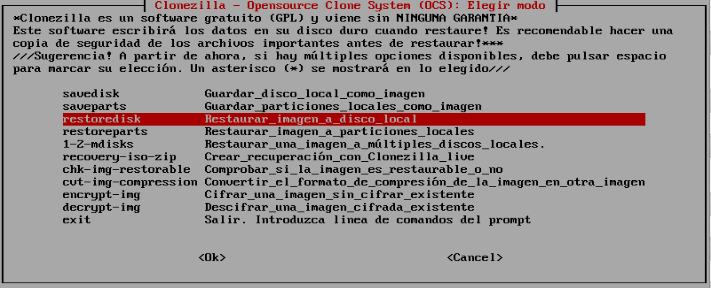 Clonezilla - Opensource Clone System (OCS): Elegir modo
*Clonezilla es un software gratuito (GPL) y viene sin NINGUNA GARANTIA*
Este software escribirá los datos en su disco duro cuando restaure! Es recomendable hacer una
copia de seguridad de los archivos importantes antes de restaurar!***
///Sugerencia! A partir de ahora, si hay múltiples opciones disponibles, debe pulsar espacio
para marcar su elección. Un asterisco (*) se mostrará en lo elegido///
savedisk Guardar_disco_local_como_imagen
saveparts Guardar_particiones_locales_como_imagen
restoredisk Restaurar_imagen_a_disco_local
restoreparts Restaurar_imagen_a_particiones_locales
1-2-mdisks Restaurar_una_imagen_a_múltiples_discos_locales.
recovery-iso-zip Crear_recuperación_con_Clonezilla_live
chk-img-restorable Comprobar_si_la_imagen_es_restaurable_o_no
cvt-img-compression Convertir_el_formato_de_compresión_de_la_imagen_en_otra_imagen
encrypt-img Cifrar_una_imagen_sin_cifrar_existente
decrypt-img Descifrar_una_imagen_cifrada_existente
exit Salir. Introduzca linea de comandos del prompt
<Ok> <Cancel>